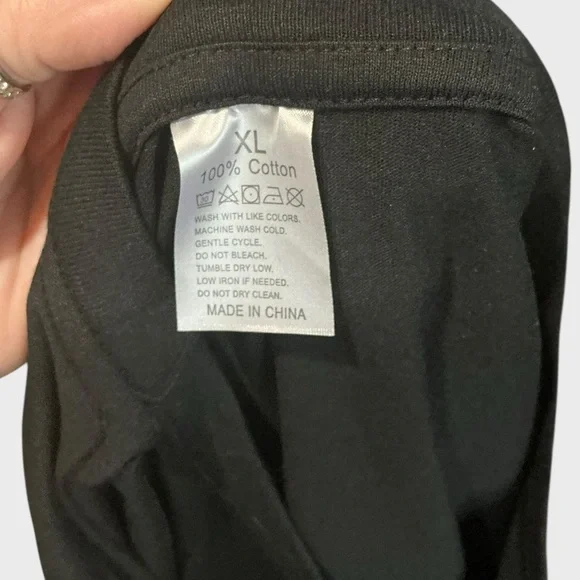 XL
100% Cotton
WASH WITH LIKE COLORS.
MACHINE WASH COLD.
GENTLE CYCLE.
DO NOT BLEACH.
TUMBLE DRY LOW.
LOW IRON IF NEEDED.
DO NOT DRY CLEAN.
MADE IN CHINA